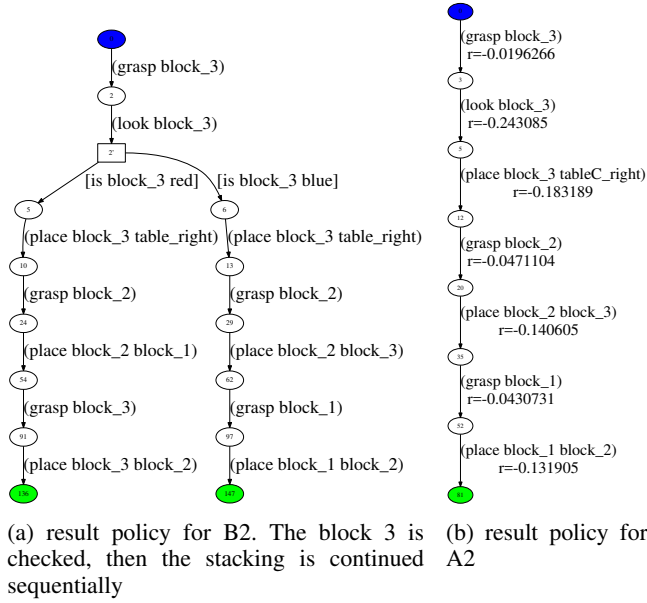 (grasp block_3)
2
(look block_3)
2'
[is block_3 red]
[is block_3 blue]
5
6
(place block_3 table_right)
(place block_3 table_right)
10
13
(grasp block_2)
(grasp block_2)
24
29
(place block_2 block_1)
(place block_2 block_3)
54
62
(grasp block_3)
(grasp block_1)
91
97
(place block_3 block_2)
(place block_1 block_2)
136
147
(a) result policy for B2. The block 3 is
checked, then the stacking is continued
sequentially
(grasp block_3)
r=-0.0196266
3
(look block_3)
r=-0.243085
5
(place block_3 tableC_right)
r=-0.183189
12
(grasp block_2)
r=-0.0471104
20
(place block_2 block_3)
r=-0.140605
35
(grasp block_1)
r=-0.0430731
52
(place block_1 block_2)
r=-0.131905
81
(b) result policy for
A2